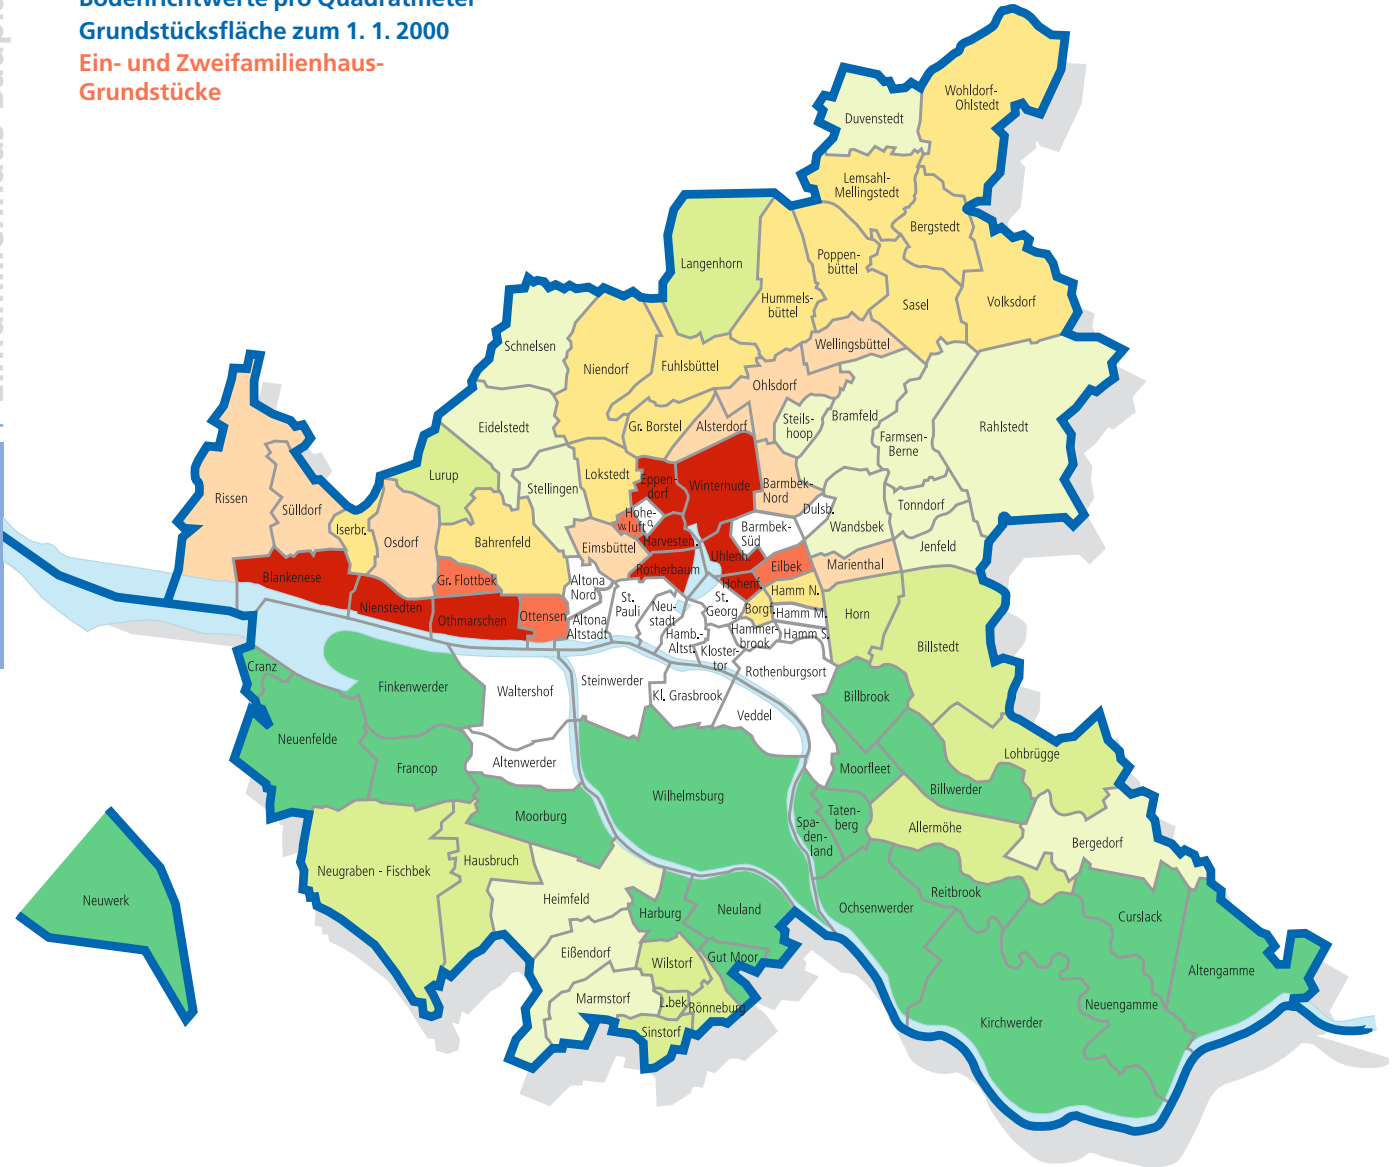 Bodenrichtwerte pro Quadratmeter
Grundstücksfläche zum 1. 1. 2000
Ein- und Zweifamilienhaus-
Grundstücke
Wohldorf-
Ohlstedt
Duvenstedt
Lemsahl-
Mellingstedt
Bergstedt
Poppen-
büttel
Langenhorn
Hummels-
büttel
Sasel
Volksdorf
Schnelsen
Niendorf
Fuhlsbüttel
Wellingsbüttel
Ohlsdorf
Eidelstedt
Gr. Borstel
Alsterdorf
Steils-
hoop
Bramfeld
Farmsen-
Berne
Rahlstedt
Lurup
Stellingen
Lokstedt
Eppen-
dorf
Winterhude
Barmbek-
Nord
Rissen
Sülldorf
Iserbr.
Osdorf
Bahrenfeld
Eimsbüttel
Hohe-
w. luft o.
Harvesteh.
Rotherbaum
Barmbek-
Süd
Dulsb.
Wandsbek
Tonndorf
Jenfeld
Uhlenh.
Hohenf.
Eilbek
Marienthal
Blankenese
Nienstedten
Gr. Flottbek
Othmarschen
Ottensen
Altona
Nord
Altona
Altstadt
St.
Pauli
Neu-
stadt
St.
Georg
Hamb.-
Altst.
Borgf.
Hamm N.
Hamm M.
Hamm S.
Hammer-
brook
Kloster-
tor
Rothenburgsort
Horn
Billstedt
Cranz
Finkenwerder
Waltershof
Steinwerder
Kl. Grasbrook
Veddel
Billbrook
Neuenfelde
Francop
Altenwerder
Moorfleet
Billwerder
Lohbrügge
Wilhelmsburg
Moorburg
Spa-
den-
land
Taten-
berg
Allermöhe
Bergedorf
Neugraben - Fischbek
Hausbruch
Heimfeld
Harburg
Neuland
Ochsenwerder
Reitbrook
Curslack
Neuwerk
Eißendorf
Wilstorf
Gut Moor
Altengamme
Marmstorf
L.bek
Rönneburg
Sinstorf
Kirchwerder
Neuengamme